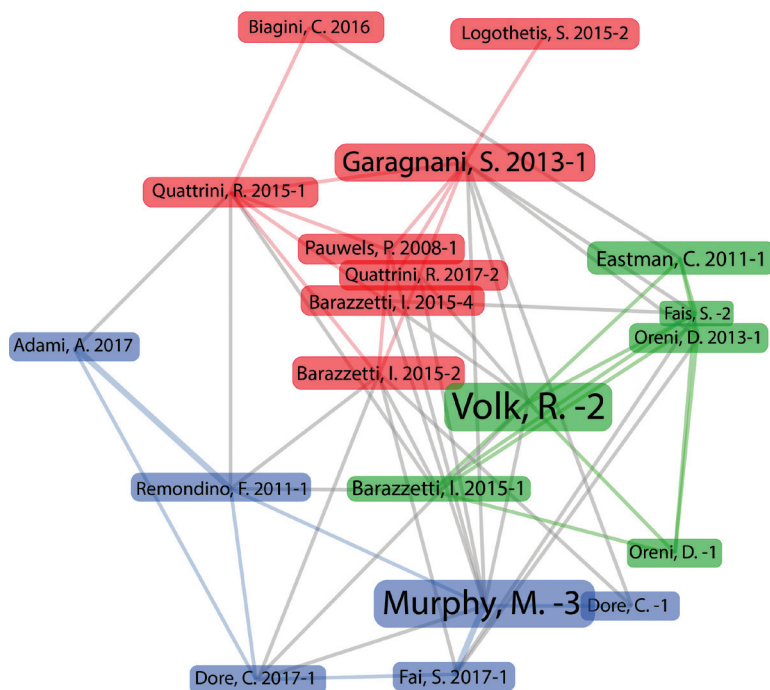 Biagini, C. 2016
Logothetis, S. 2015-2
Garagnani, S. 2013-1
Quattrini, R. 2015-1
Pauwels, P. 2008-1
Eastman, C. 2011-1
Quattrini, R. 2017-2
Barazzetti, I. 2015-4
Fais, S. -2
Oreni, D. 2013-1
Adami, A. 2017
Barazzetti, I. 2015-2
Volk, R. -2
Remondino, F. 2011-1
Barazzetti, I. 2015-1
Oreni, D. -1
Murphy, M. -3
Dore, C. -1
Dore, C. 2017-1
Fai, S. 2017-1